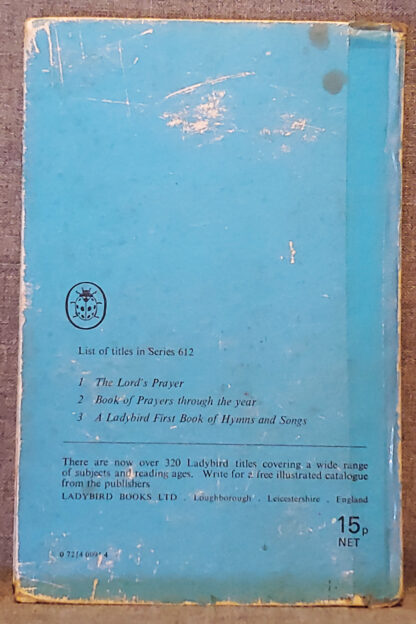 List of titles in Series 612
1 The Lord's Prayer
2 Book of Prayers through the year
3 A Ladybird First Book of Hymns and Songs
There are now over 320 Ladybird titles covering a wide range
of subjects and reading ages. Write for a free illustrated catalogue
from the publishers
LADYBIRD BOOKS LTD . Loughborough . Leicestershire . England
15p
NET
0 7214